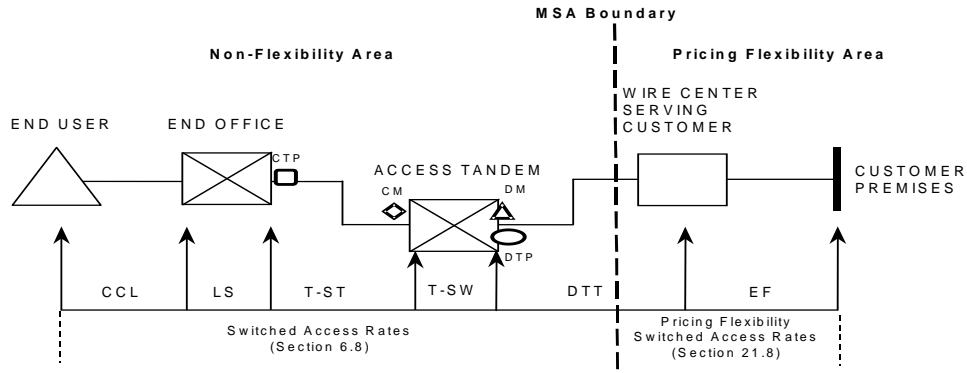 MSA Boundary
Non-Flexibility Area
Pricing Flexibility Area
WIRE CENTER
SERVING
CUSTOMER
END USER
END OFFICE
CTP
ACCESS TANDEM
CM
DM
CUSTOMER
PREMISES
DTP
CCL
LS
T-ST
T-SW
DTT
EF
Switched Access Rates
(Section 6.8)
Pricing Flexibility
Switched Access Rates
(Section 21.8)